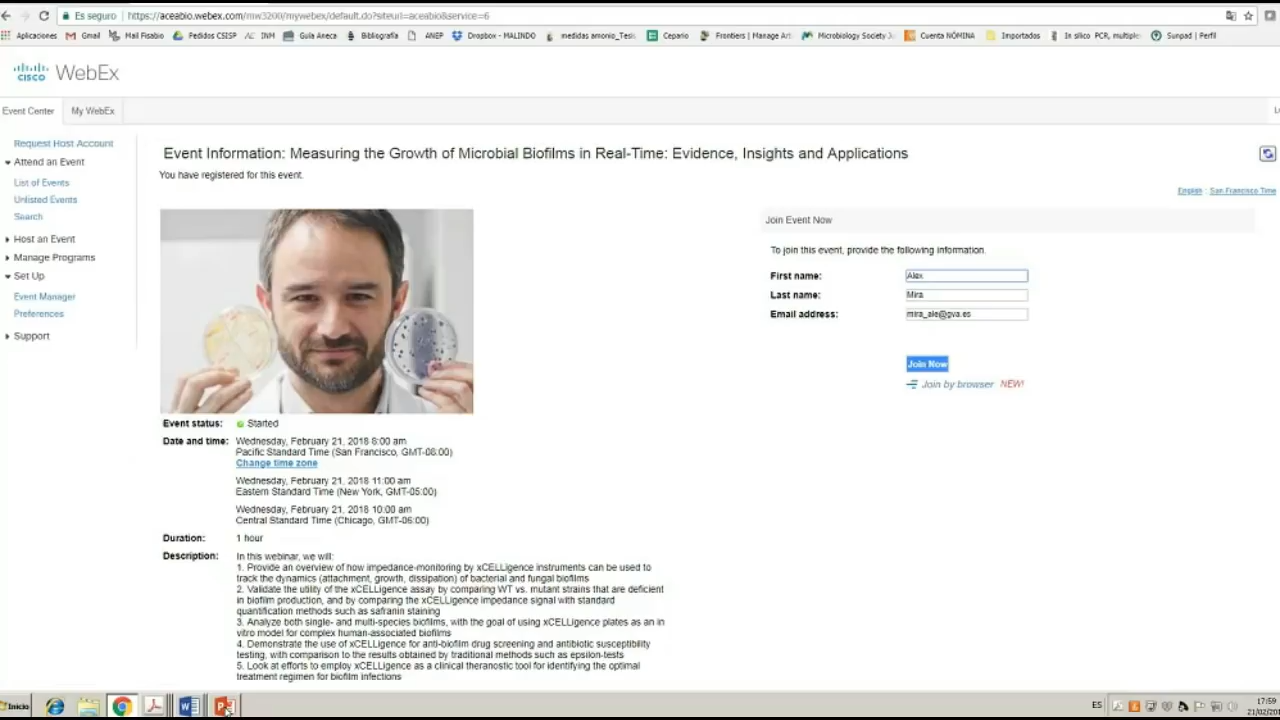 Es seguro https://aceabio.webex.com/mw3200/mywebex/default.do?siteurl=aceabio&service=6
Aplicaciones Gmail Mail Fisabio Pedidos CSISP INM Guía Aneca Bibliografía ANEP Dropbox - MALINDO medidas amonio_Tesi Cepario Frontiers | Manage Art Microbiology Society J Cuenta NÓMINA Importados In silico PCR, multiple Sunpad | Perfil
cisco WebEx
Event Center My WebEx
Request Host Account
Attend an Event
List of Events
Unlisted Events
Search
Host an Event
Manage Programs
Set Up
Event Manager
Preferences
Support
Event Information: Measuring the Growth of Microbial Biofilms in Real-Time: Evidence, Insights and Applications
You have registered for this event.
English : San Francisco Time
Join Event Now
To join this event, provide the following information.
First name: Alex
Last name: Mira
Email address: mira_ale@gva.es
Join Now
Join by browser NEW!
Event status: Started
Date and time: Wednesday, February 21, 2018 8:00 am
Pacific Standard Time (San Francisco, GMT-08:00)
Change time zone
Wednesday, February 21, 2018 11:00 am
Eastern Standard Time (New York, GMT-05:00)
Wednesday, February 21, 2018 10:00 am
Central Standard Time (Chicago, GMT-06:00)
Duration: 1 hour
Description: In this webinar, we will:
1. Provide an overview of how impedance-monitoring by xCELLigence instruments can be used to
track the dynamics (attachment, growth, dissipation) of bacterial and fungal biofilms
2. Validate the utility of the xCELLigence assay by comparing WT vs. mutant strains that are deficient
in biofilm production, and by comparing the xCELLigence impedance signal with standard
quantification methods such as safranin staining
3. Analyze both single- and multi-species biofilms, with the goal of using xCELLigence plates as an in
vitro model for complex human-associated biofilms
4. Demonstrate the use of xCELLigence for anti-biofilm drug screening and antibiotic susceptibility
testing, with comparison to the results obtained by traditional methods such as epsilon-tests
5. Look at efforts to employ xCELLigence as a clinical theranostic tool for identifying the optimal
treatment regimen for biofilm infections
Inicio
ES 17:59
21/02/201